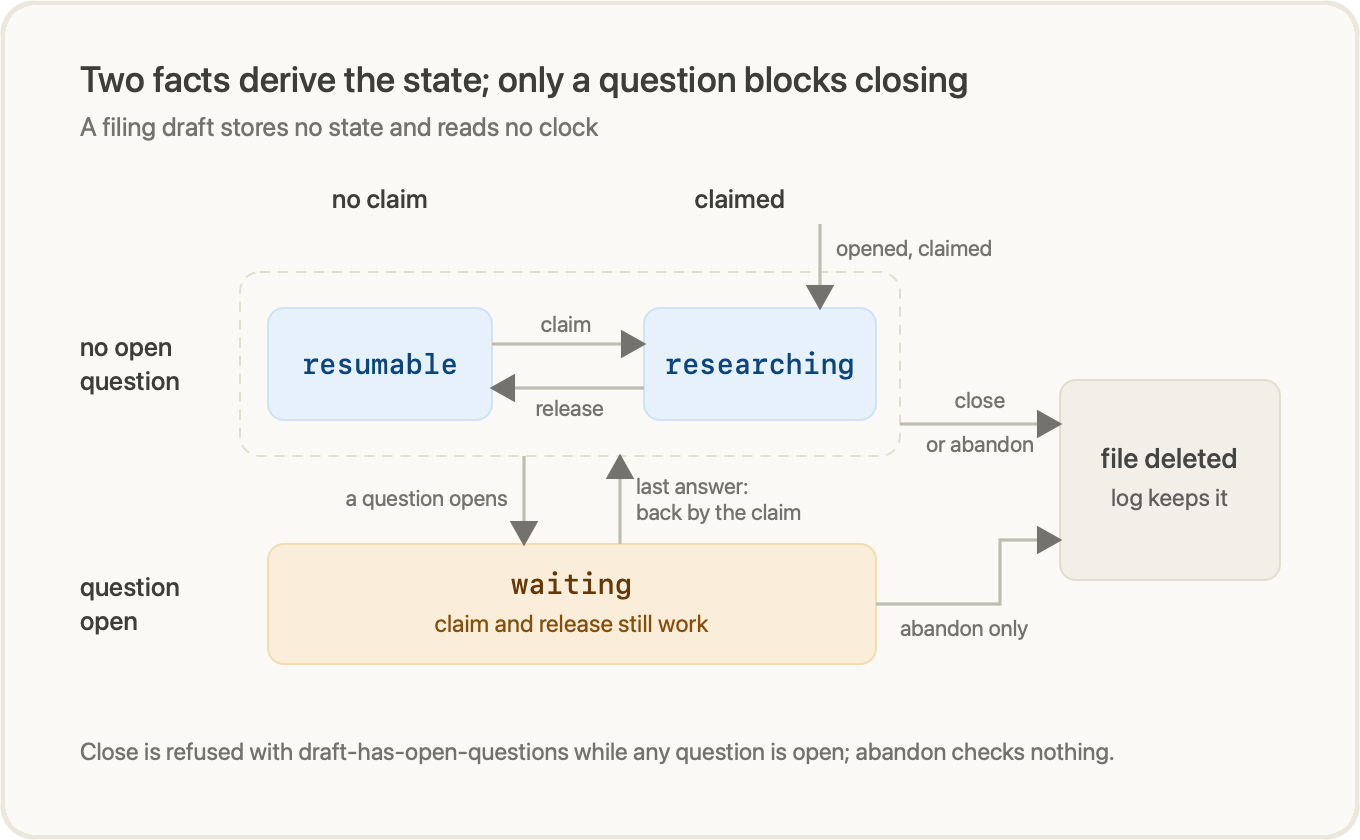 Two facts derive the state; only a question blocks closing
A filing draft stores no state and reads no clock
no claim
claimed
opened, claimed
no open
question
resumable
claim
release
researching
close
or abandon
file deleted
log keeps it
a question opens
last answer:
back by the claim
question
open
waiting
claim and release still work
abandon only
Close is refused with draft-has-open-questions while any question is open; abandon checks nothing.